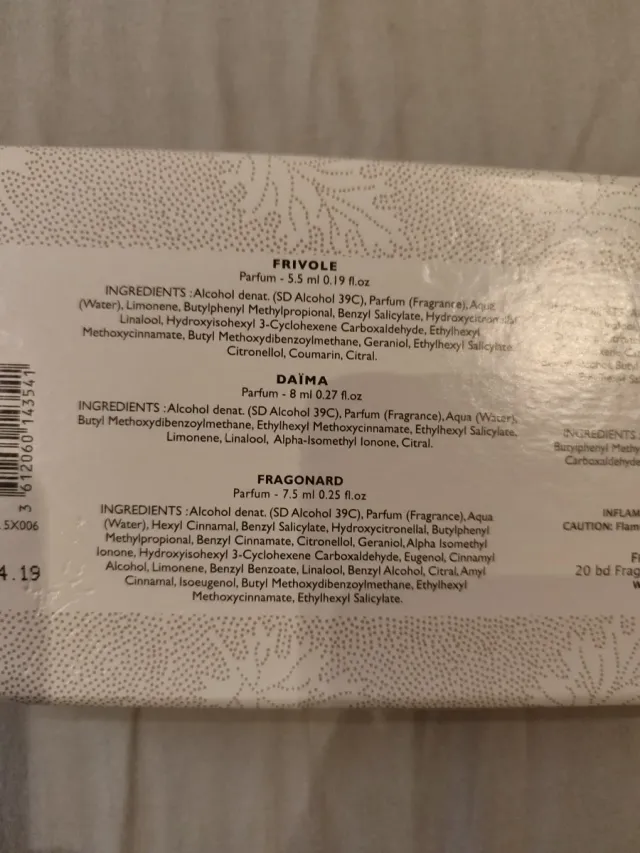 FRIVOLE
Parfum - 5.5 ml 0.19 fl.oz
INGREDIENTS :Alcohol denat. (SD Alcohol 39C), Parfum (Fragrance), Aqua
(Water), Limonene, Butylphenyl Methylpropional, Benzyl Salicylate, Hydroxycitronellal
Linalool, Hydroxyisohexyl 3-Cyclohexene Carboxaldehyde, Ethylhexyl
Methoxycinnamate, Butyl Methoxydibenzoylmethane, Geraniol, Ethylhexyl Salicylate
Citronellol, Coumarin, Citral.
DAÏMA
Parfum - 8 ml 0.27 fl.oz
INGREDIENTS :Alcohol denat. (SD Alcohol 39C), Parfum (Fragrance), Aqua (Water),
Butyl Methoxydibenzoylmethane, Ethylhexyl Methoxycinnamate, Ethylhexyl Salicylate,
Limonene, Linalool, Alpha-Isomethyl Ionone, Citral.
FRAGONARD
Parfum - 7.5 ml 0.25 fl.oz
INGREDIENTS :Alcohol denat. (SD Alcohol 39C), Parfum (Fragrance), Aqua
(Water), Hexyl Cinnamal, Benzyl Salicylate, Hydroxycitronellal, Butylphenyl
Methylpropional, Benzyl Cinnamate, Citronellol, Geraniol, Alpha Isomethyl
Ionone, Hydroxyisohexyl 3-Cyclohexene Carboxaldehyde, Eugenol, Cinnamyl
Alcohol, Limonene, Benzyl Benzoate, Linalool, Benzyl Alcohol, Citral, Amyl
Cinnamal, Isoeugenol, Butyl Methoxydibenzoylmethane, Ethylhexyl
Methoxycinnamate, Ethylhexyl Salicylate.
3 612060 143541
5X006
4.19
INGREDIENTS :
Butylphenyl Methy
Carboxaldehyde
INFLAM
CAUTION: Flam
20 bd Frag